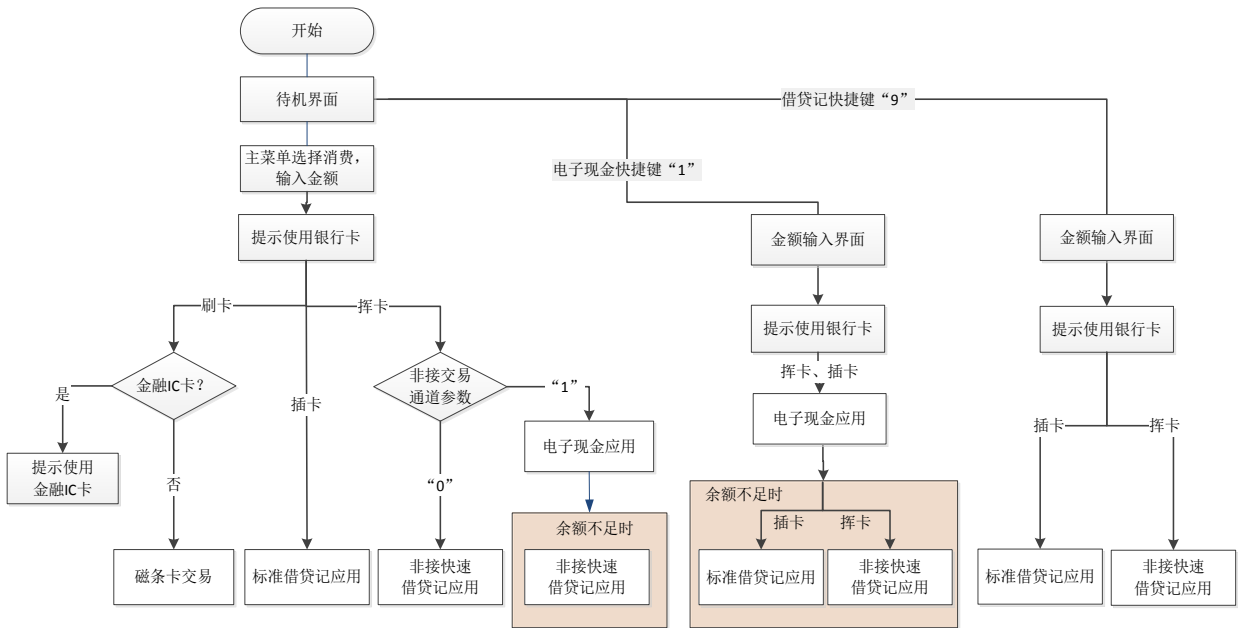 开始
待机界面
借贷记快捷键“9”
主菜单选择消费，
输入金额
电子现金快捷键“1”
提示使用银行卡
金额输入界面
金额输入界面
刷卡
挥卡
提示使用银行卡
提示使用银行卡
金融IC卡？
非接交易
通道参数
“1”
挥卡、插卡
是
插卡
电子现金应用
电子现金应用
插卡
挥卡
提示使用
金融IC卡
否
“0”
余额不足时
余额不足时
插卡
挥卡
磁条卡交易
标准借贷记应用
非接快速
借贷记应用
非接快速
借贷记应用
标准借贷记应用
非接快速
借贷记应用
标准借贷记应用
非接快速
借贷记应用